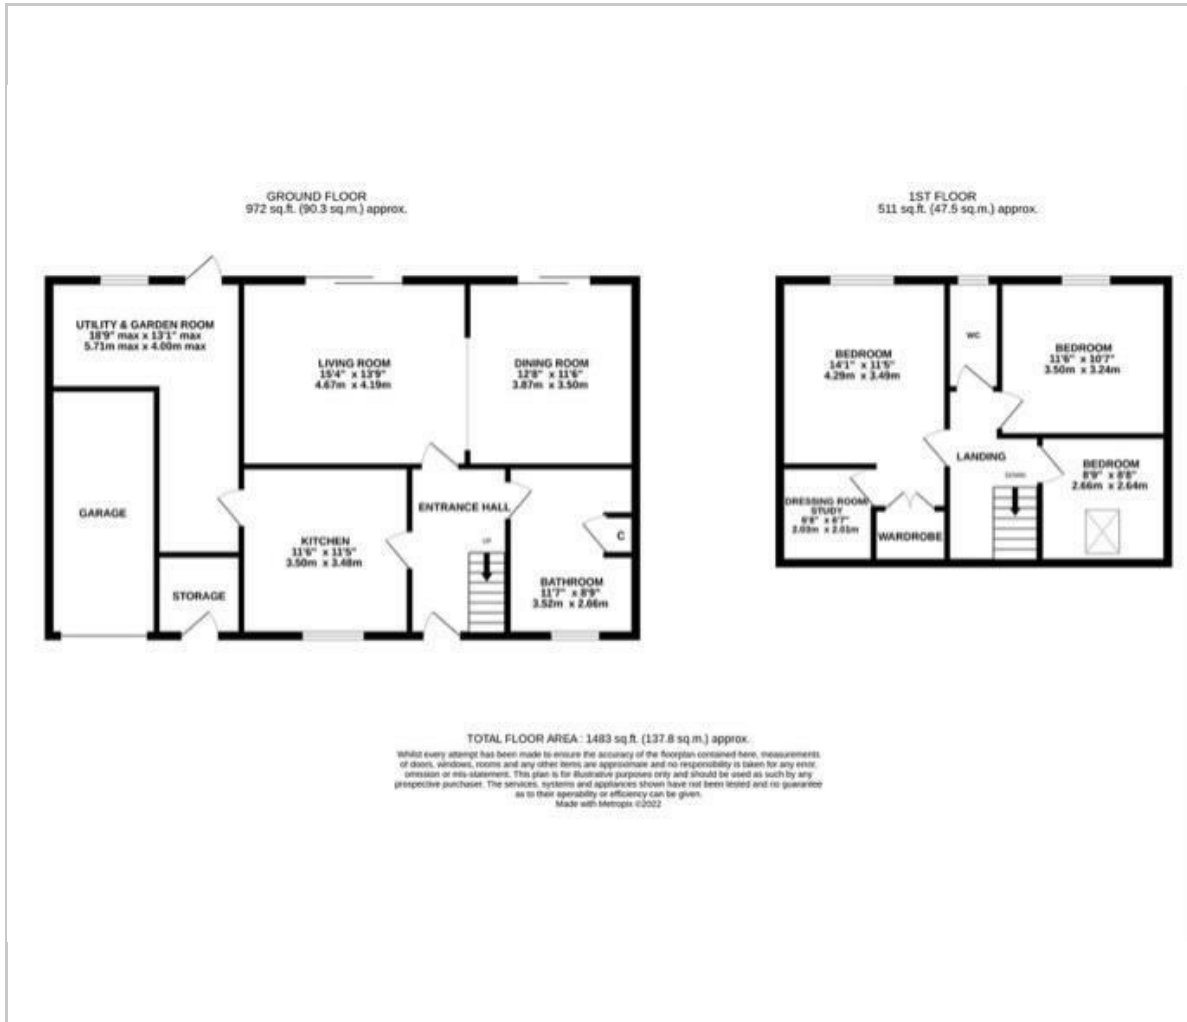 GROUND FLOOR
972 sq.ft. (90.3 sq.m.) approx.
UTILITY & GARDEN ROOM
18'9" max x 13'1" max
5.71m max x 4.00m max
LIVING ROOM
15'4" x 13'9"
4.67m x 4.19m
DINING ROOM
12'8" x 11'6"
3.87m x 3.50m
GARAGE
ENTRANCE HALL
KITCHEN
11'6" x 11'5"
3.50m x 3.48m
UP
C
STORAGE
BATHROOM
11'7" x 8'9"
3.52m x 2.66m
1ST FLOOR
511 sq.ft. (47.5 sq.m.) approx.
WC
BEDROOM
14'1" x 11'5"
4.29m x 3.49m
BEDROOM
11'6" x 10'7"
3.50m x 3.24m
LANDING
BEDROOM
8'9" x 8'8"
2.66m x 2.64m
DOWN
DRESSING ROOM/
STUDY
6'8" x 6'7"
2.03m x 2.01m
WARDROBE
TOTAL FLOOR AREA : 1483 sq.ft. (137.8 sq.m.) approx.
Whilst every attempt has been made to ensure the accuracy of the floorplan contained here, measurements
of doors, windows, rooms and any other items are approximate and no responsibility is taken for any error,
omission or mis-statement. This plan is for illustrative purposes only and should be used as such by any
prospective purchaser. The services, systems and appliances shown have not been tested and no guarantee
as to their operability or efficiency can be given.
Made with Metropix ©2022